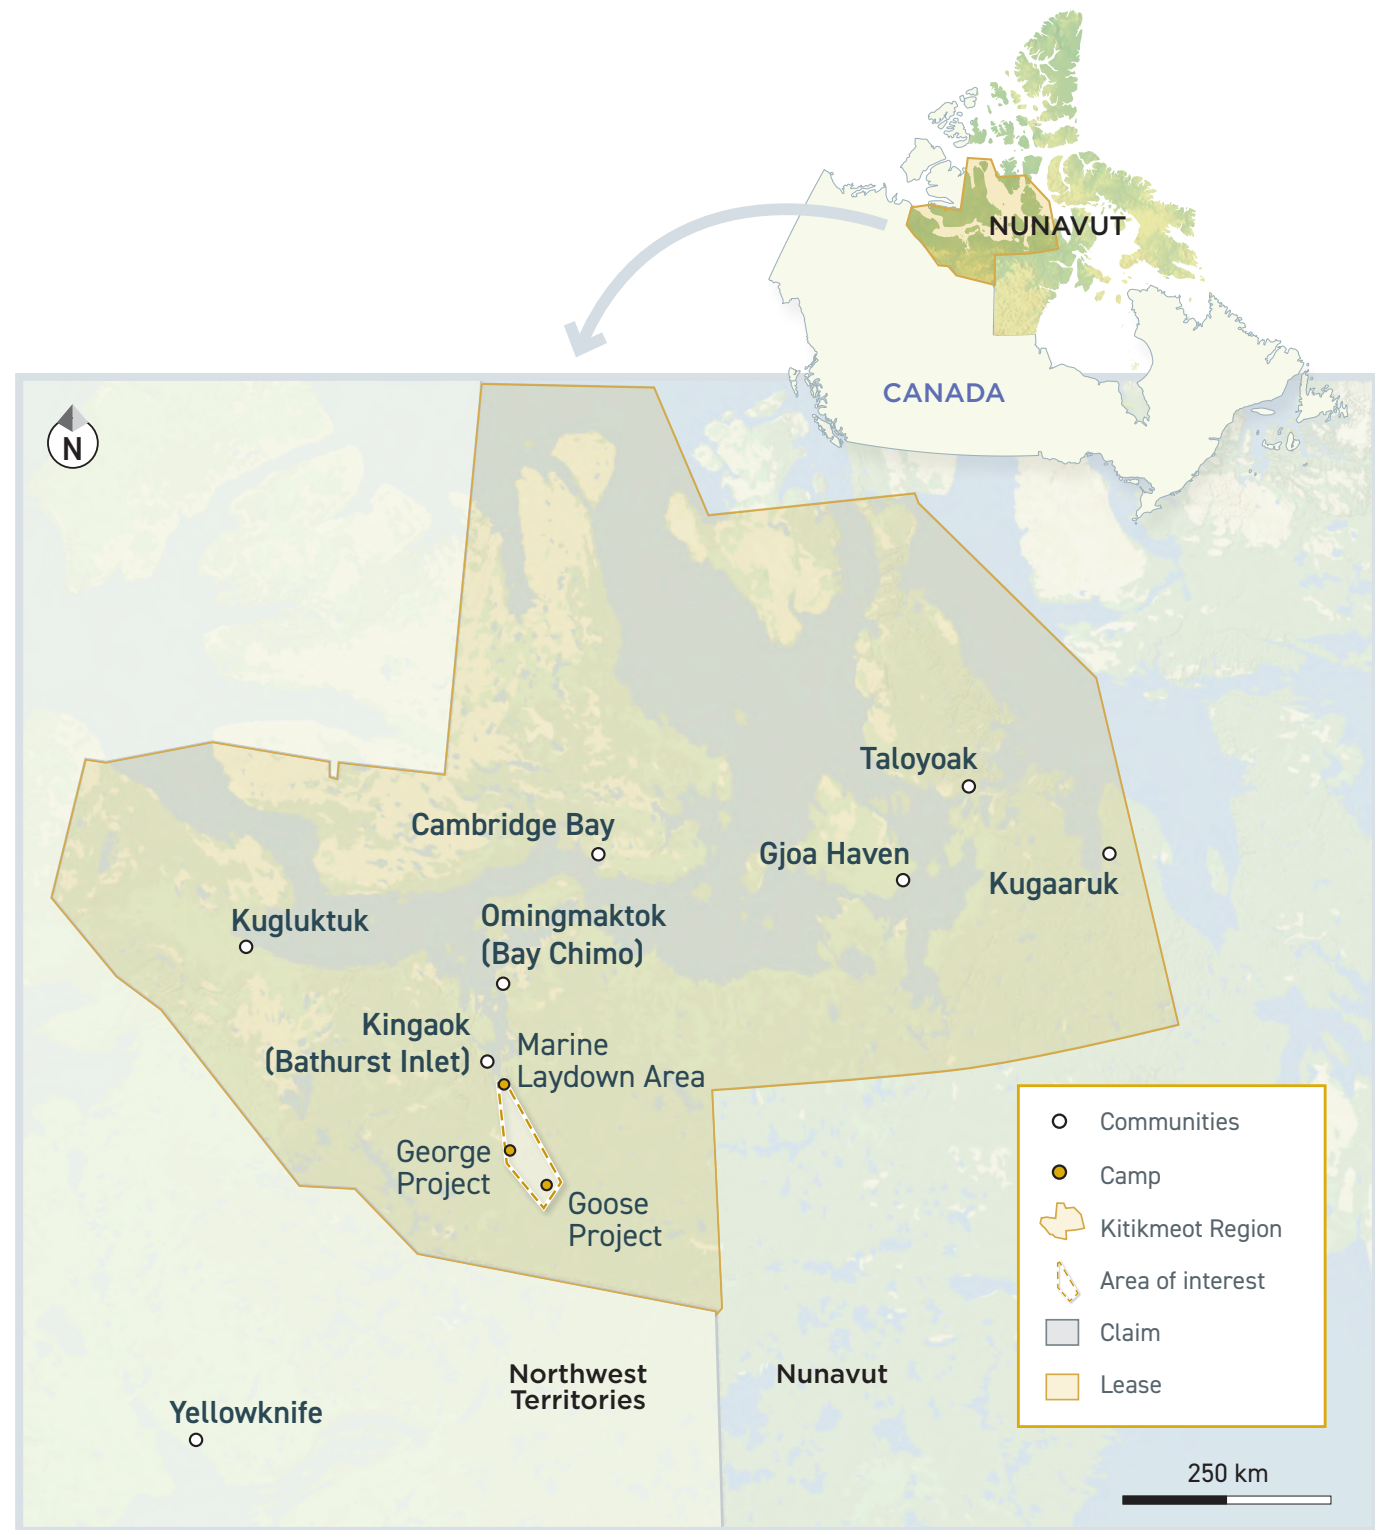 NUNAVUT
CANADA
N
Taloyoak
Cambridge Bay
Gjoa Haven
Kugaaruk
Kugluktuk
Omingmaktok
(Bay Chimo)
Kingaok
(Bathurst Inlet)
Marine
Laydown Area
George
Project
Goose
Project
Communities
Camp
Kitikmeot Region
Area of interest
Claim
Lease
Northwest
Territories
Nunavut
Yellowknife
250 km